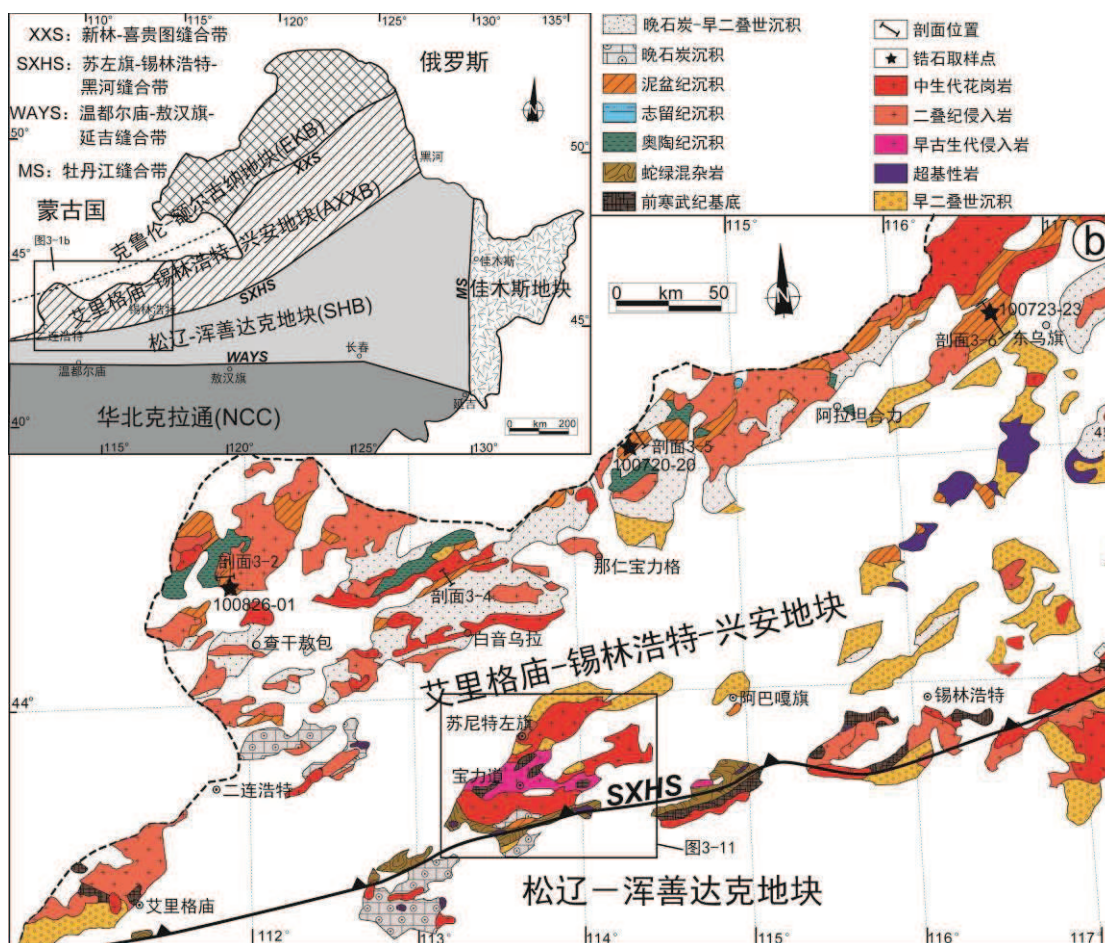 110°
115°
120°
125°
130°
135°
XXS：新林-喜贵图缝合带
SXHS：苏左旗-锡林浩特-
黑河缝合带
WAYS：温都尔庙-敖汉旗-
延吉缝合带
MS：牡丹江缝合带
俄罗斯
蒙古国
50°
50°
黑河
XXS
克鲁伦-额尔古纳地块(EKB)
图3-1b
45°
45°
艾里格庙-锡林浩特-兴安地块(AXXB)
锡林浩特
二连浩特
SXHS
松辽-浑善达克地块(SHB)
MS
佳木斯
佳木斯地块
WAYS
长春
温都尔庙
敖汉旗
延吉
华北克拉通(NCC)
40°
40°
0 km 200
115°
120°
125°
130
晚石炭-早二叠世沉积
晚石炭沉积
泥盆纪沉积
志留纪沉积
奥陶纪沉积
蛇绿混杂岩
前寒武纪基底
剖面位置
锆石取样点
中生代花岗岩
二叠纪侵入岩
早古生代侵入岩
超基性岩
早二叠世沉积
115°
116°
117°
b
0 km 50
N
100723-23
剖面3-6
东乌旗
阿拉坦合力
剖面3-5
100720-20
45
剖面3-2
100826-01
剖面3-4
那仁宝力格
查干敖包
白音乌拉
艾里格庙-锡林浩特-兴安地块
44°
苏尼特左旗
阿巴嘎旗
锡林浩特
宝力道
二连浩特
SXHS
图3-11
艾里格庙
松辽－浑善达克地块
112°
113°
114°
115°
116°
117°